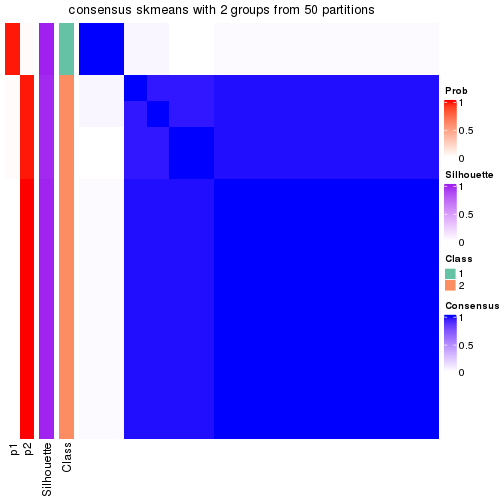 consensus skmeans with 2 groups from 50 partitions
Prob
1
0.5
0
Silhouette
1
0.5
0
Class
1
2
Consensus
1
0.5
0
p1
p2
Silhouette
Class